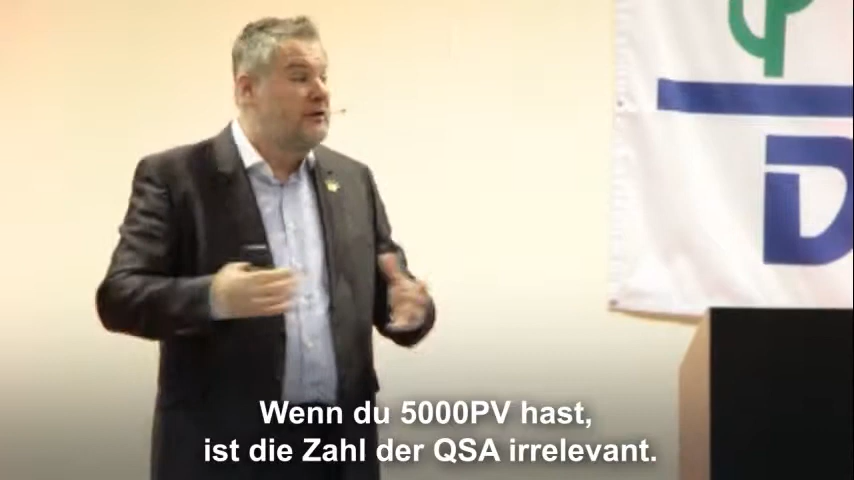 D
Wenn du 5000PV hast,
ist die Zahl der QSA irrelevant.